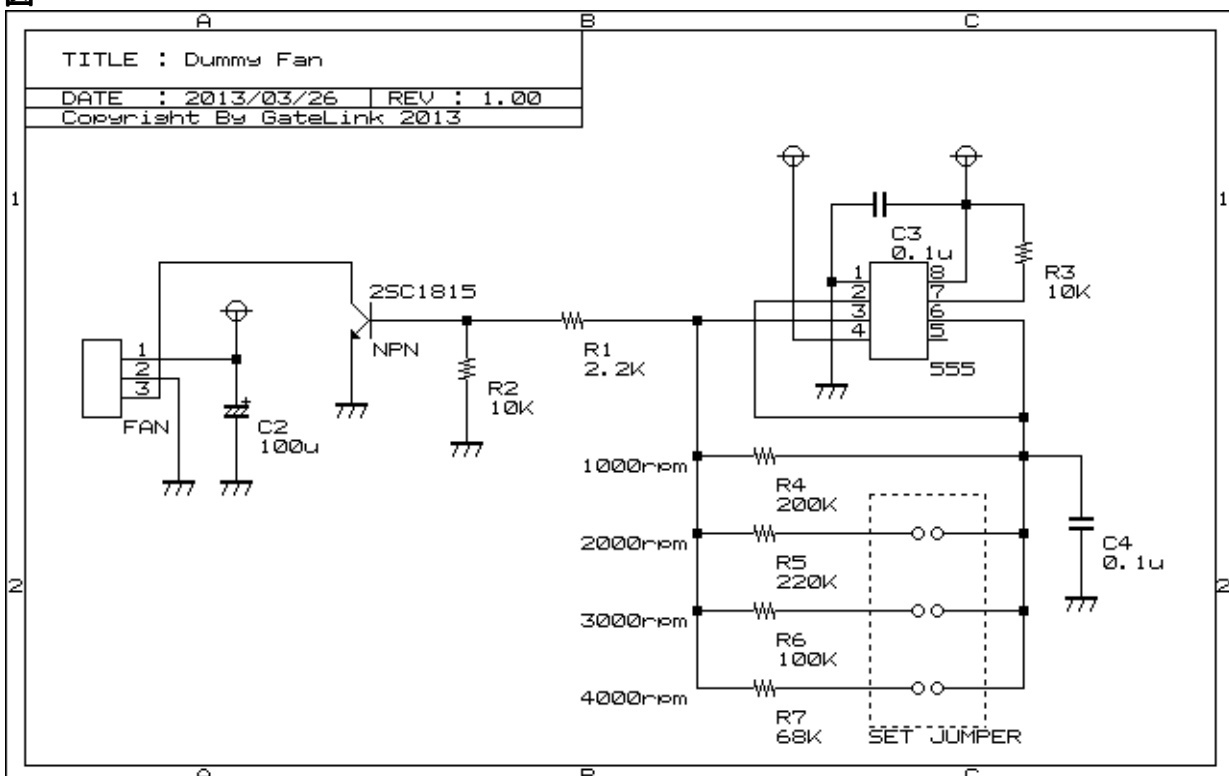 図
A B C
TITLE : Dummy Fan
DATE : 2013/03/26 REV : 1.00
Copyright By GateLink 2013
1
1
C3
0.1u
1
2
3
4
8
7
6
5
555
R3
10K
2SC1815
NPN
1
2
3
FAN
C2
100u
+
R2
10K
R1
2.2K
1000rpm
R4
200K
2000rpm
R5
220K
3000rpm
R6
100K
4000rpm
R7
68K
SET JUMPER
C4
0.1u
2
2
A B C